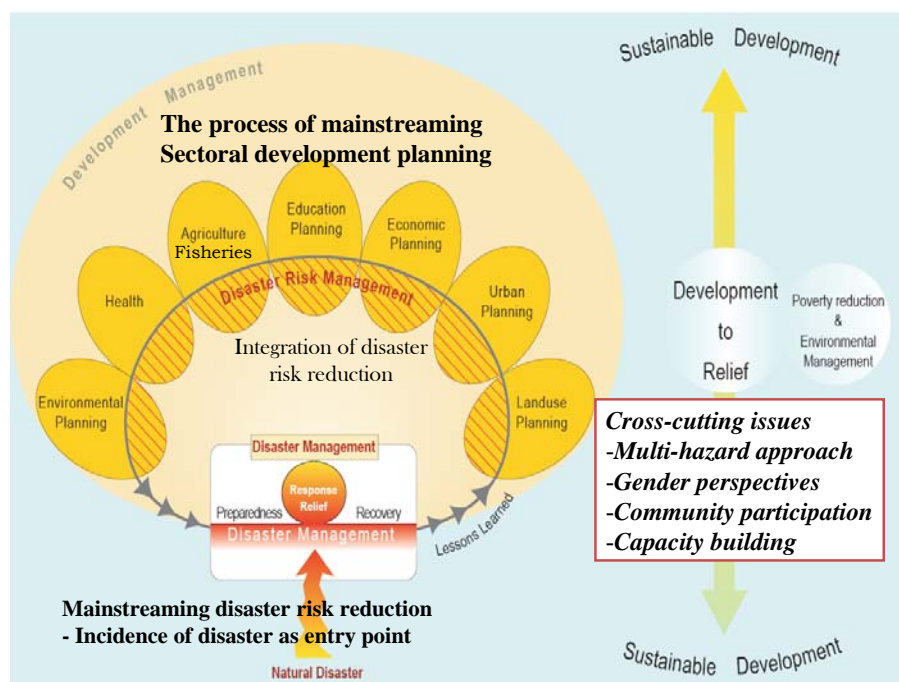 Development Management
The process of mainstreaming
Sectoral development planning
Education
Planning
Agriculture
Fisheries
Economic
Planning
Health
Urban
Planning
Environmental
Planning
Landuse
Planning
Disaster Risk Management
Integration of disaster
risk reduction
Disaster Management
Response
Relief
Preparedness
Recovery
Disaster Management
Lessons Learned
Mainstreaming disaster risk reduction
- Incidence of disaster as entry point
Natural Disaster
Sustainable Development
Development
to
Relief
Poverty reduction
&
Environmental
Management
Cross-cutting issues
-Multi-hazard approach
-Gender perspectives
-Community participation
-Capacity building
Sustainable Development